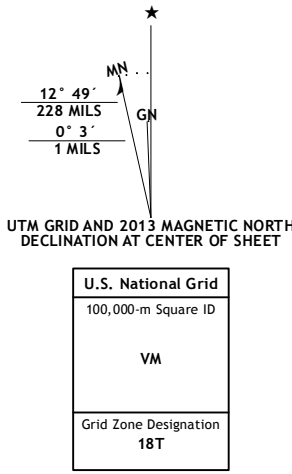 ★
MN
GN
12° 49´
228 MILS
0° 3´
1 MILS
UTM GRID AND 2013 MAGNETIC NORTH
DECLINATION AT CENTER OF SHEET
U.S. National Grid
100,000-m Square ID
VM
Grid Zone Designation
18T